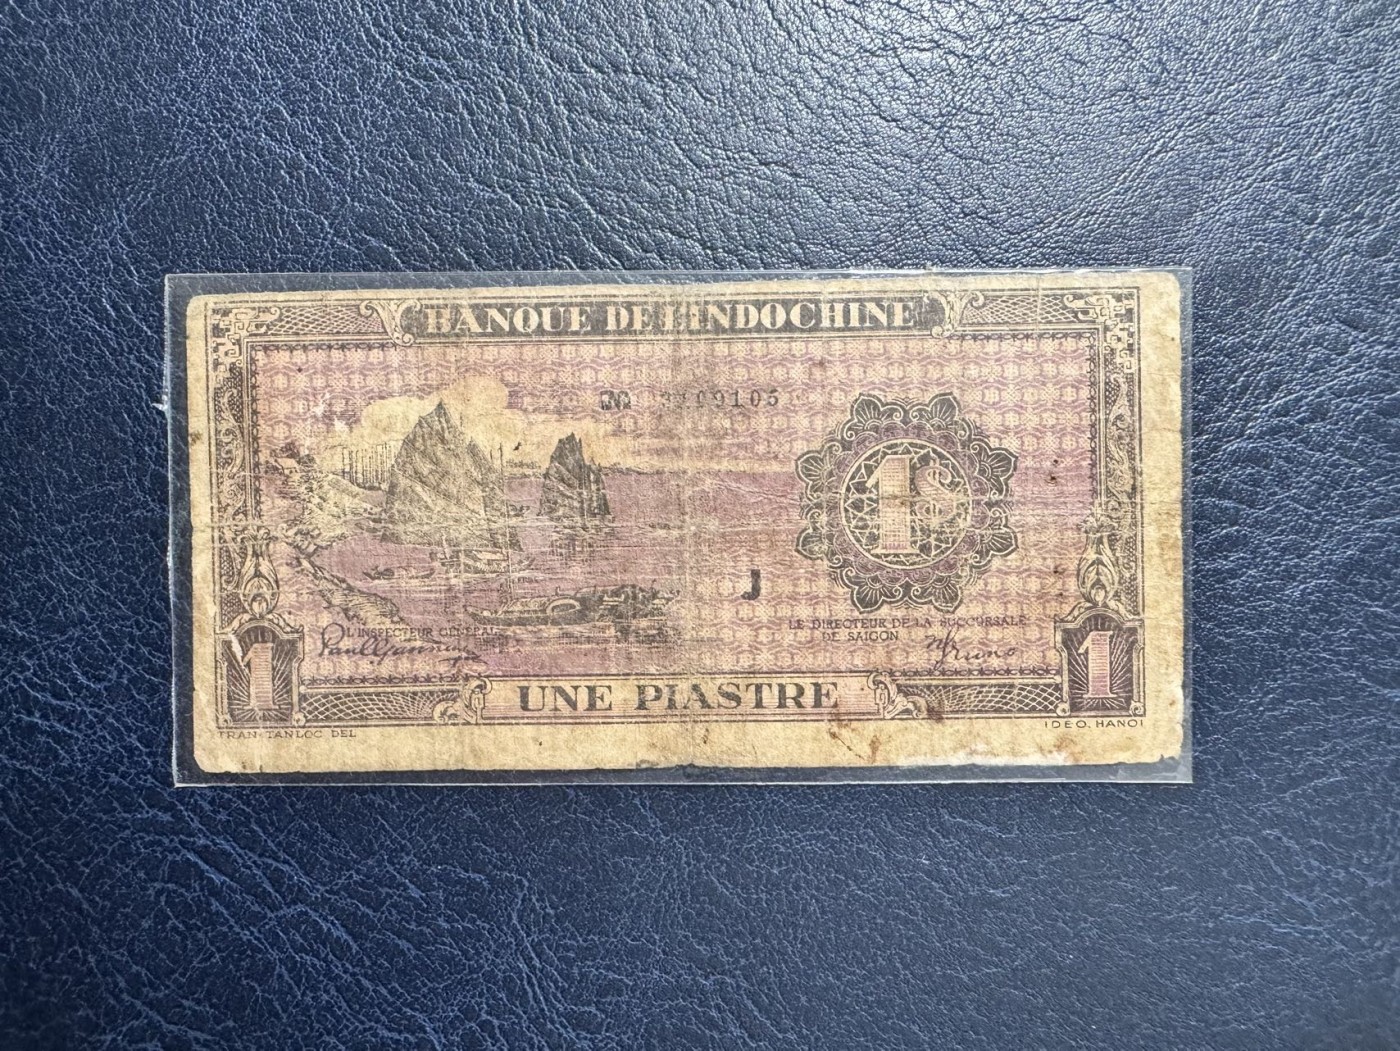 BANQUE DE L'INDOCHINE
1$
J
L'INSPECTEUR GÉNÉRAL
LE DIRECTEUR DE LA SUCCURSALE
DE SAIGON
1
1
UNE PIASTRE
TRAN-TANLOC DEL
IDEO. HANOI